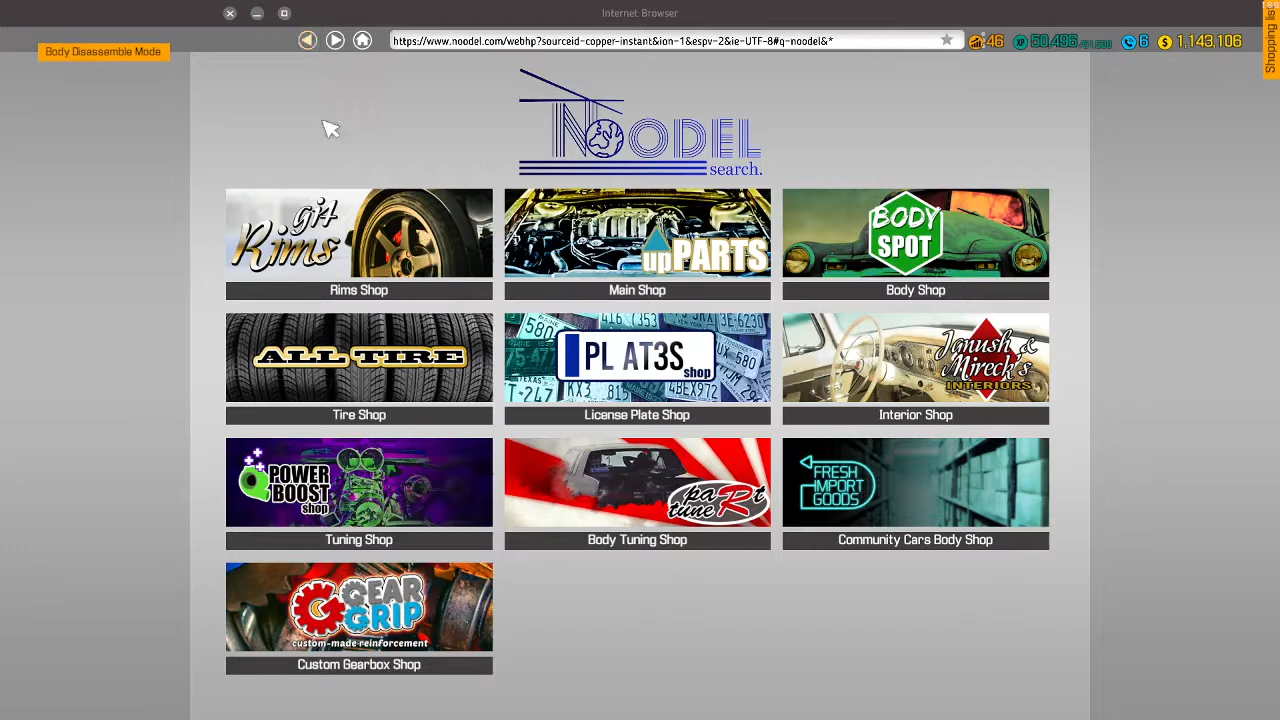 Internet Browser
https://www.noodel.com/webhp?sourceid-copper-instant&ion-1&espv-2&ie-UTF-8#q-noodel&*
46
50,496
6
1,143,106
Shopping list
Body Disassemble Mode
NOODEL
search.
gj4
Rims
upPARTS
BODY
SPOT
Rims Shop
Main Shop
Body Shop
ALL TIRE
PL AT3S
shop
Janush &
Mireck's
INTERIORS
Tire Shop
License Plate Shop
Interior Shop
POWER
BOOST
shop
paRt
tune
FRESH
IMPORT
GOODS
Tuning Shop
Body Tuning Shop
Community Cars Body Shop
GEAR
GRIP
custom-made reinforcement
Custom Gearbox Shop